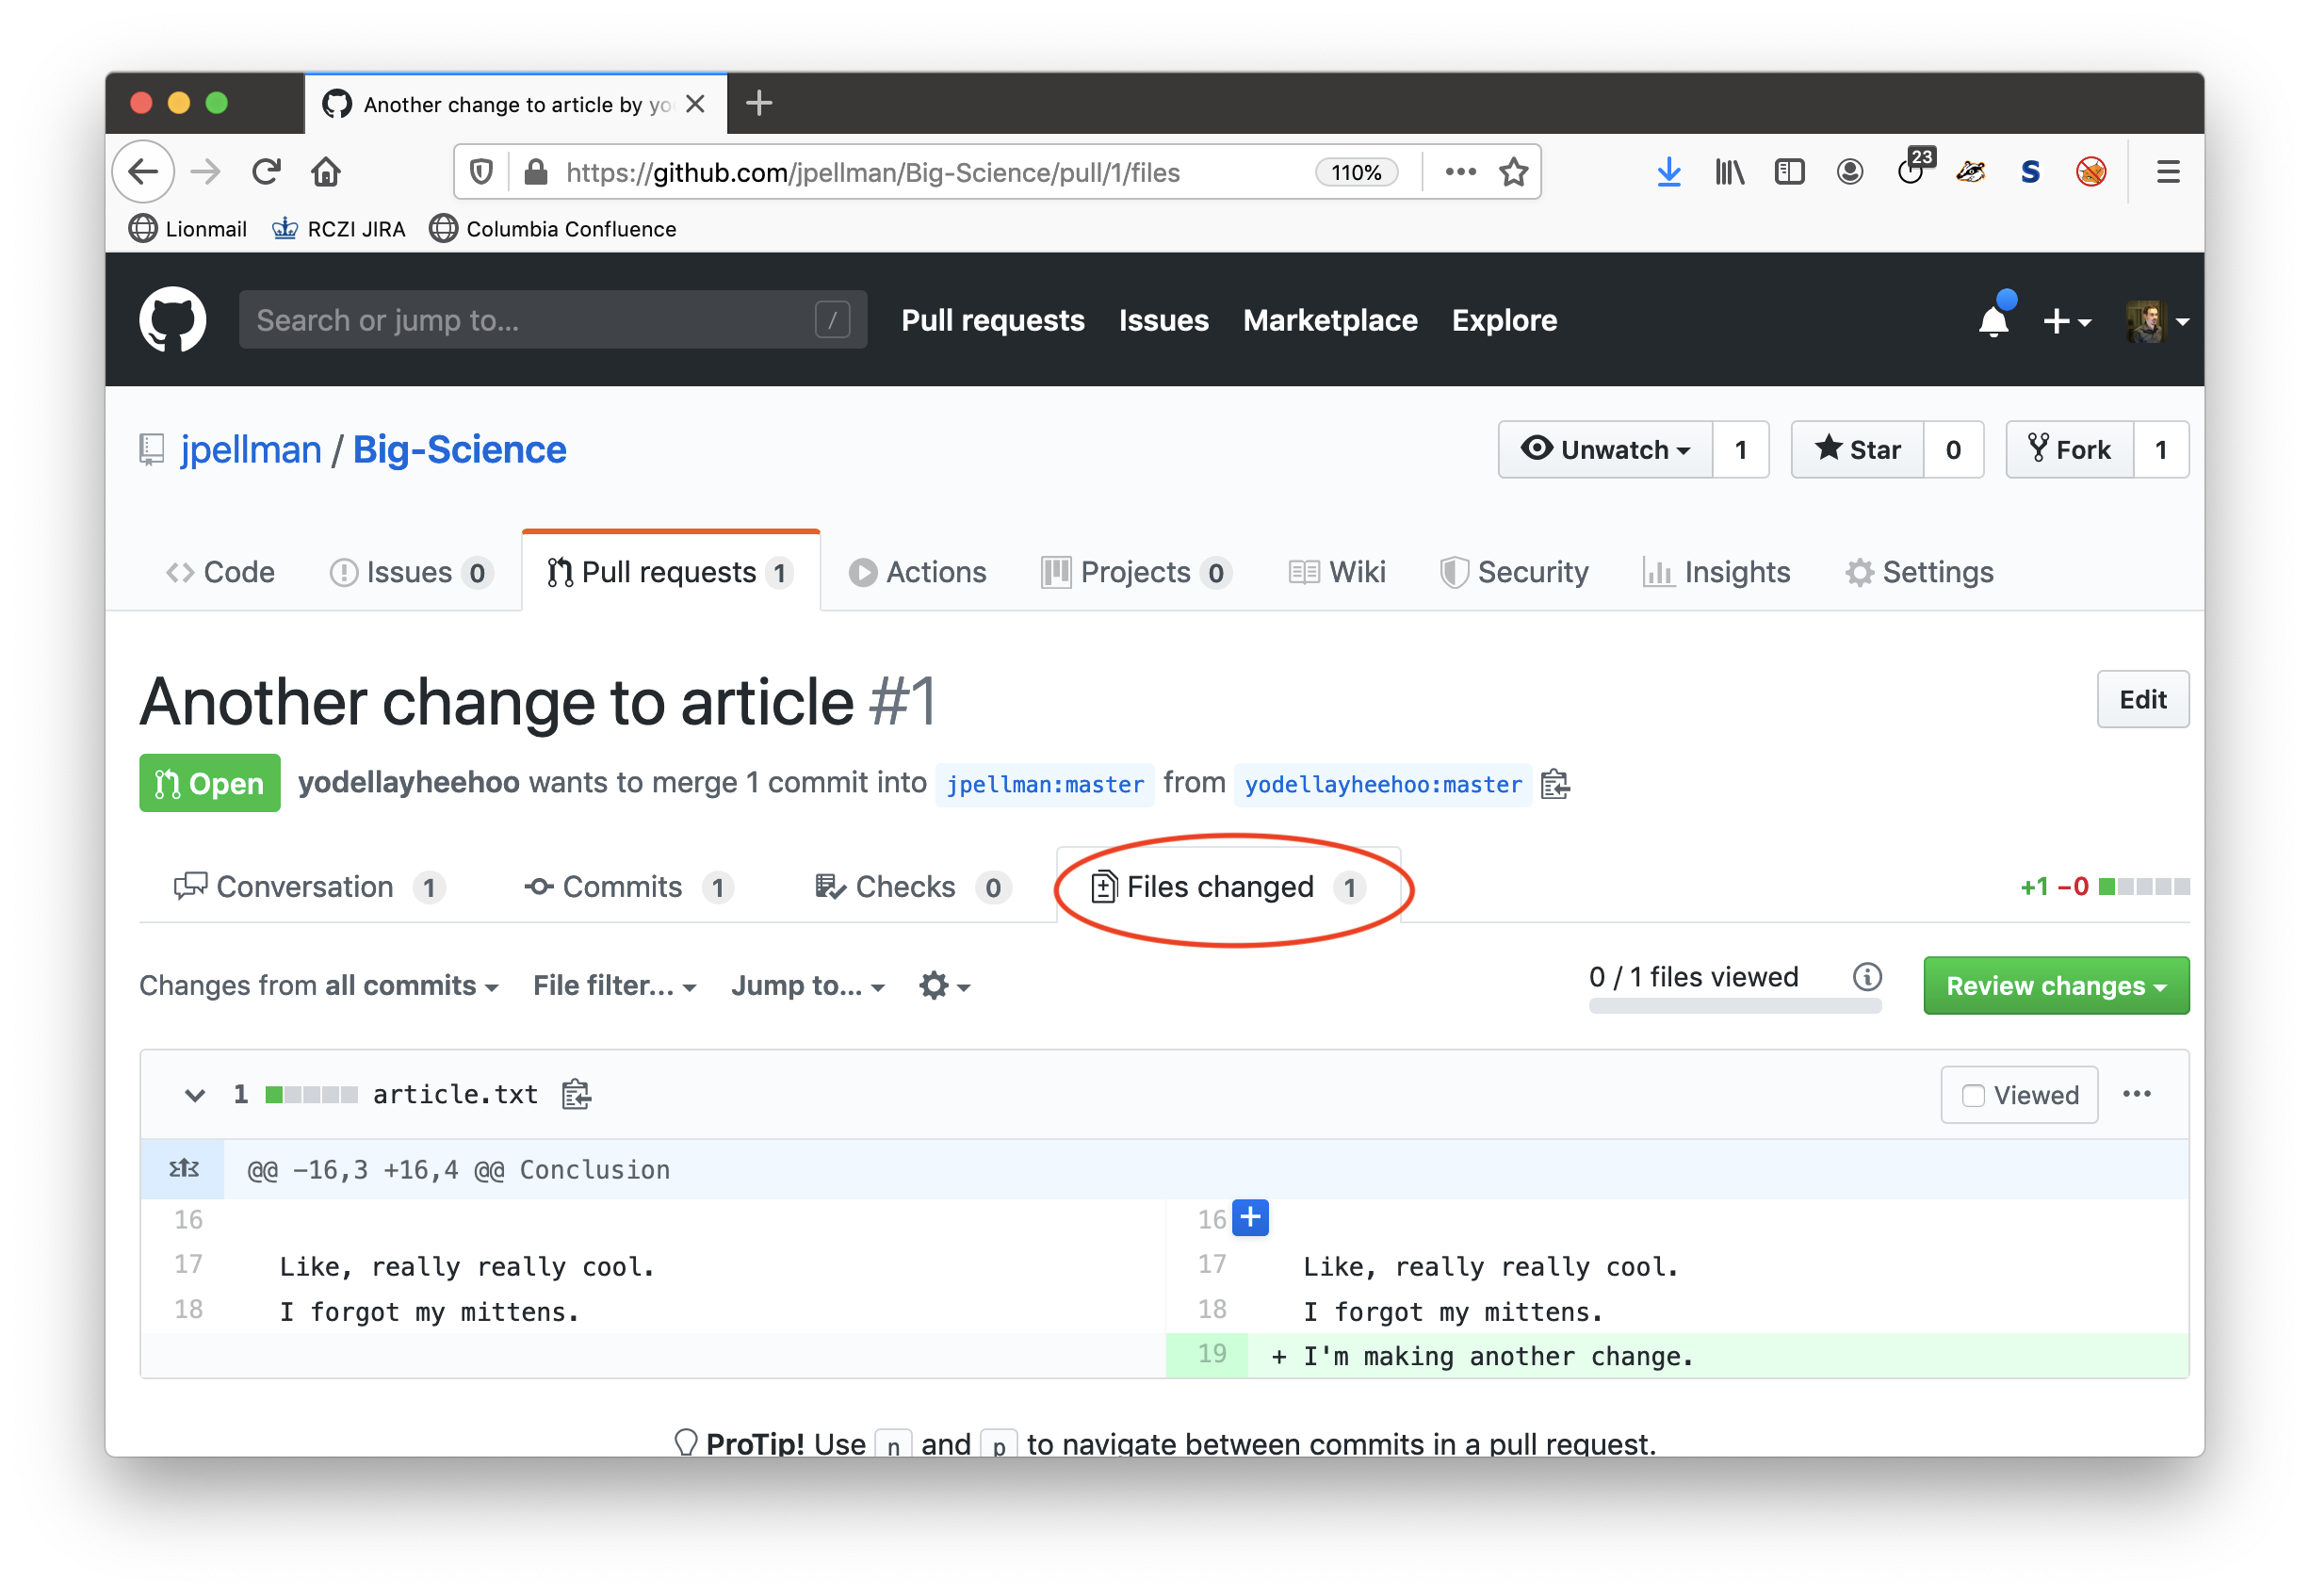 Another change to article by yo
https://github.com/jpellman/Big-Science/pull/1/files 110% 23
Lionmail RCZI JIRA Columbia Confluence
Search or jump to... / Pull requests Issues Marketplace Explore
jpellman / Big-Science Unwatch 1 Star 0 Fork 1
Code Issues 0 Pull requests 1 Actions Projects 0 Wiki Security Insights Settings
Another change to article #1 Edit
Open yodellayheehoo wants to merge 1 commit into jpellman:master from yodellayheehoo:master
Conversation 1 Commits 1 Checks 0 Files changed 1 +1 −0
Changes from all commits File filter... Jump to... 0 / 1 files viewed Review changes
1 article.txt Viewed
@@ -16,3 +16,4 @@ Conclusion
16 16
17 Like, really really cool. 17 Like, really really cool.
18 I forgot my mittens. 18 I forgot my mittens.
19 + I'm making another change.
ProTip! Use n and p to navigate between commits in a pull request.